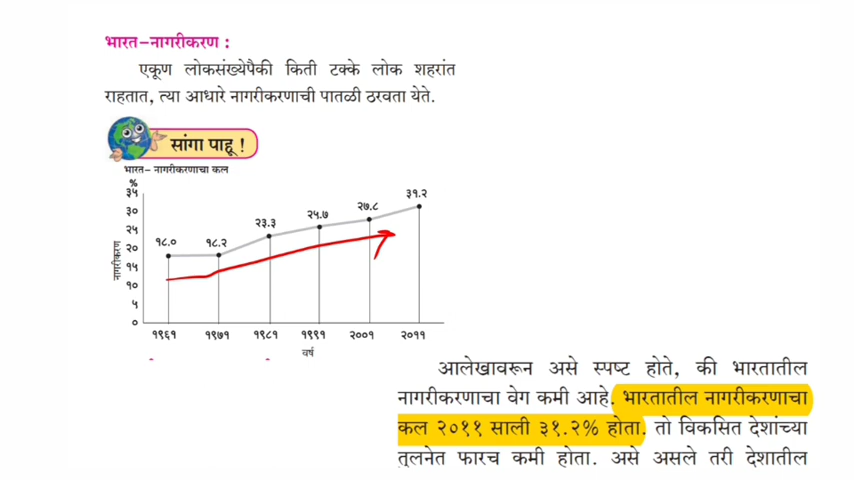 भारत-नागरीकरण :
एकूण लोकसंख्येपैकी किती टक्के लोक शहरांत
राहतात, त्या आधारे नागरीकरणाची पातळी ठरवता येते.
सांगा पाहू !
भारत- नागरीकरणाचा कल
%
३५
३०
२५
२०
१५
१०
५
०
नागरीकरण
१८.०
१८.२
२३.३
२५.७
२७.८
३१.२
१९६१ १९७१ १९८१ १९९१ २००१ २०११
वर्ष
आलेखावरून असे स्पष्ट होते, की भारतातील
नागरीकरणाचा वेग कमी आहे. भारतातील नागरीकरणाचा
कल २०११ साली ३१.२% होता. तो विकसित देशांच्या
तुलनेत फारच कमी होता. असे असले तरी देशातील